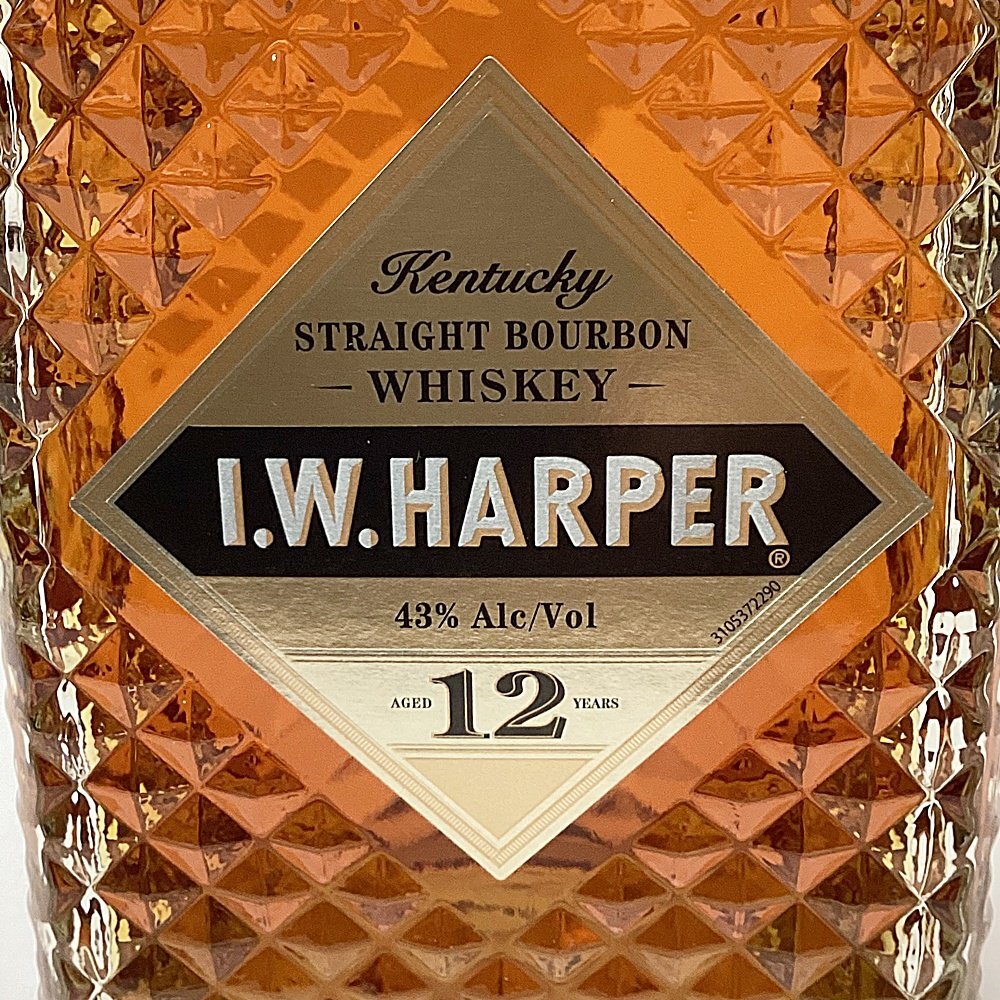 Kentucky
STRAIGHT BOURBON
— WHISKEY —
I.W. HARPER®
43% Alc/Vol
3105372290
AGED 12 YEARS